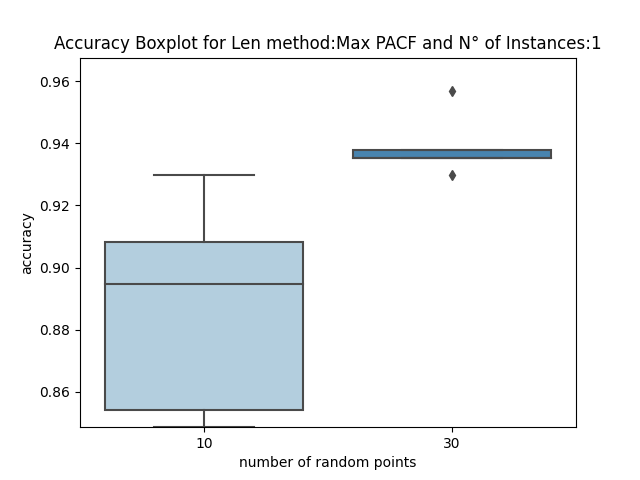 Accuracy Boxplot for Len method:Max PACF and N° of Instances:1
0.96
0.94
0.92
0.90
0.88
0.86
accuracy
10
30
number of random points